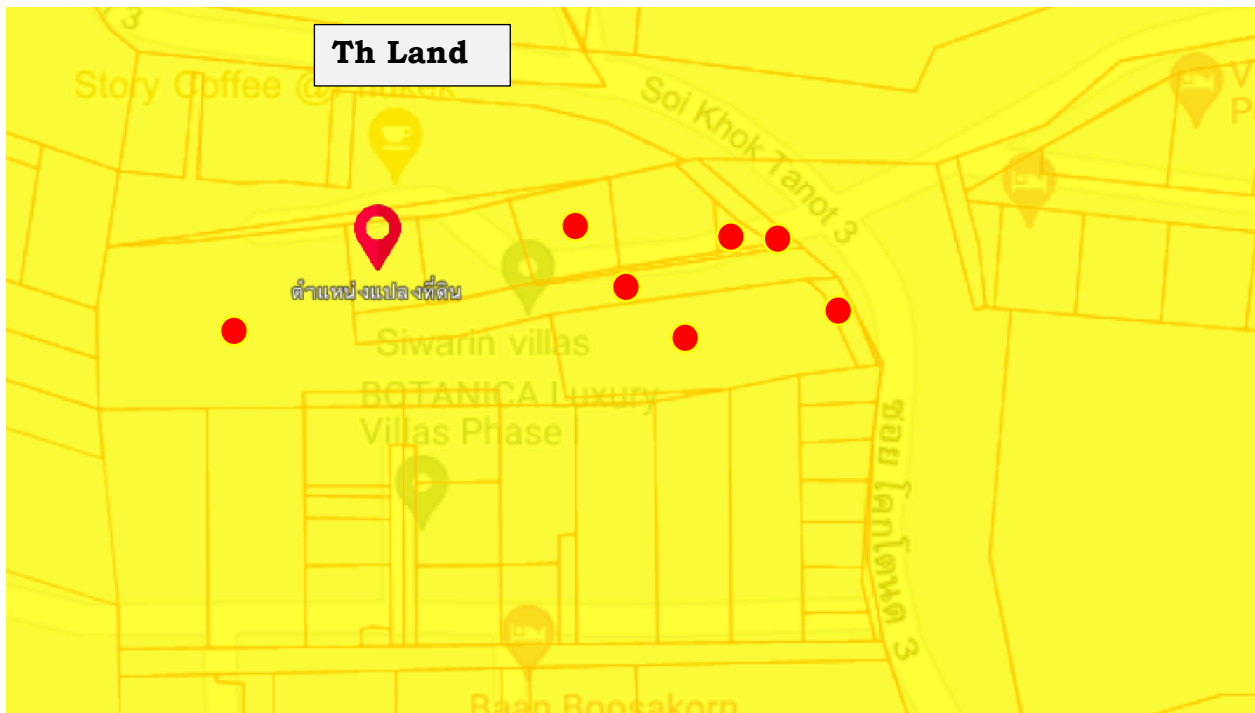 3
Th Land
Story Coffee @Phukek
Soi Khok Tanot 3
V
P
ตำแหน่งแปลงที่ดิน
Siwarin villas
BOTANICA Luxury
Villas Phase I
ซอย โคกโตนด 3
Baan Boosakorn